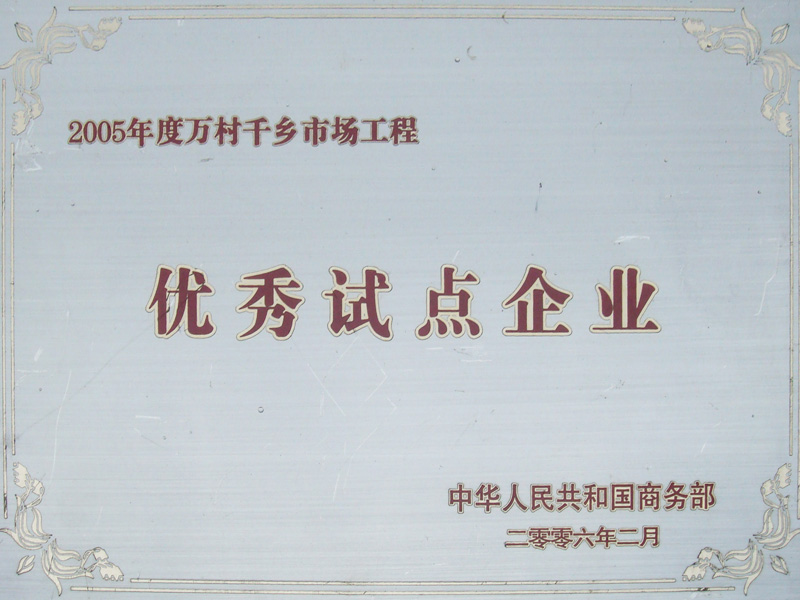 2005年度万村千乡市场工程
优秀试点企业
中华人民共和国商务部
二零零六年二月